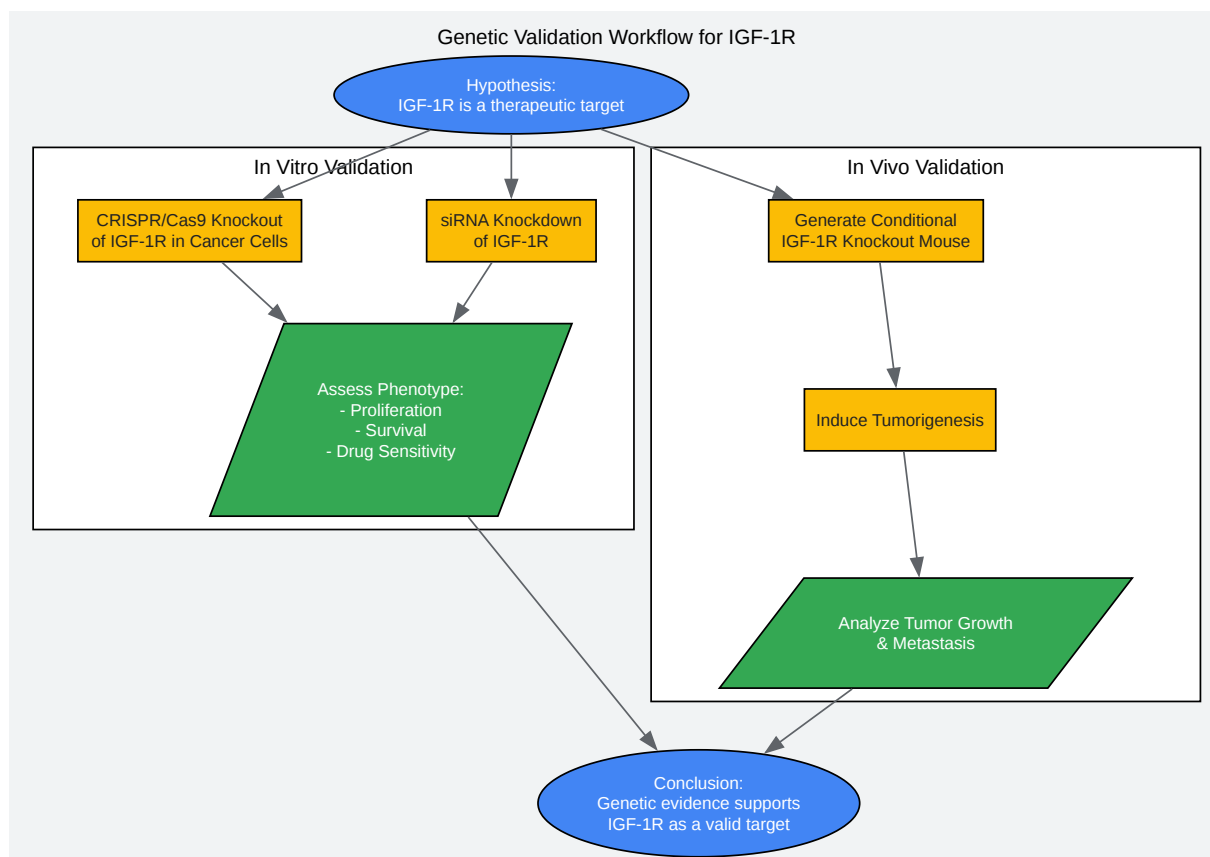 Genetic Validation Workflow for IGF-1R
Hypothesis:
IGF-1R is a therapeutic target
In Vitro Validation
CRISPR/Cas9 Knockout
of IGF-1R in Cancer Cells
siRNA Knockdown
of IGF-1R
Assess Phenotype:
- Proliferation
- Survival
- Drug Sensitivity
In Vivo Validation
Generate Conditional
IGF-1R Knockout Mouse
Induce Tumorigenesis
Analyze Tumor Growth
& Metastasis
Conclusion:
Genetic evidence supports
IGF-1R as a valid target